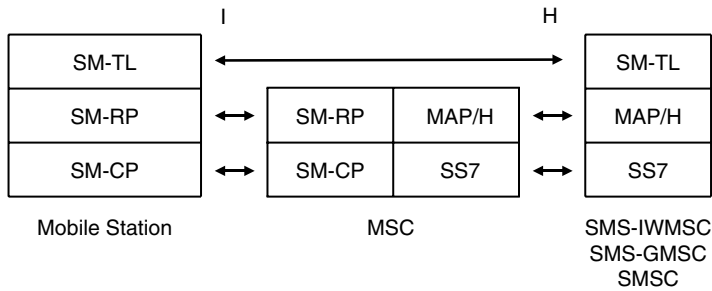 I H
SM-TL SM-TL
SM-RP SM-RP MAP/H MAP/H
SM-CP SM-CP SS7 SS7
Mobile Station MSC SMS-IWMSC
SMS-GMSC
SMSC